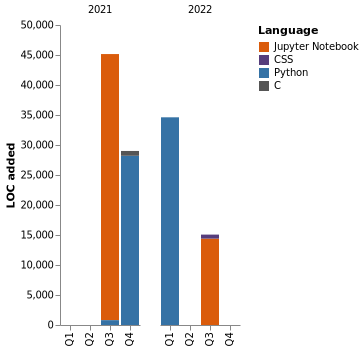 2021
2022
Language
Jupyter Notebook
CSS
Python
C
LOC added
50,000
45,000
40,000
35,000
30,000
25,000
20,000
15,000
10,000
5,000
0
Q1
Q2
Q3
Q4
Q1
Q2
Q3
Q4